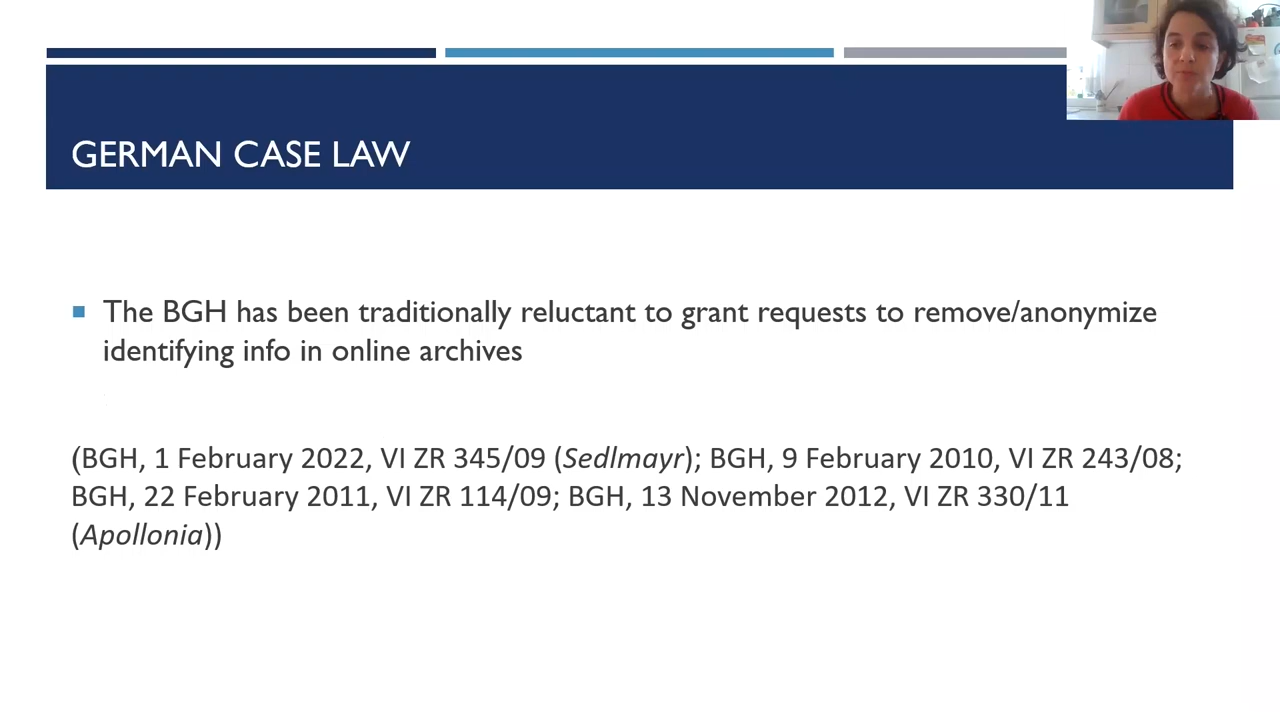 GERMAN CASE LAW
The BGH has been traditionally reluctant to grant requests to remove/anonymize
identifying info in online archives
(BGH, 1 February 2022, VI ZR 345/09 (Sedlmayr); BGH, 9 February 2010, VI ZR 243/08;
BGH, 22 February 2011, VI ZR 114/09; BGH, 13 November 2012, VI ZR 330/11
(Apollonia))